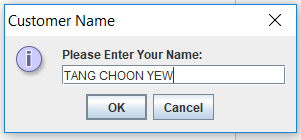 Customer Name
Please Enter Your Name:
TANG CHOON YEW
OK Cancel